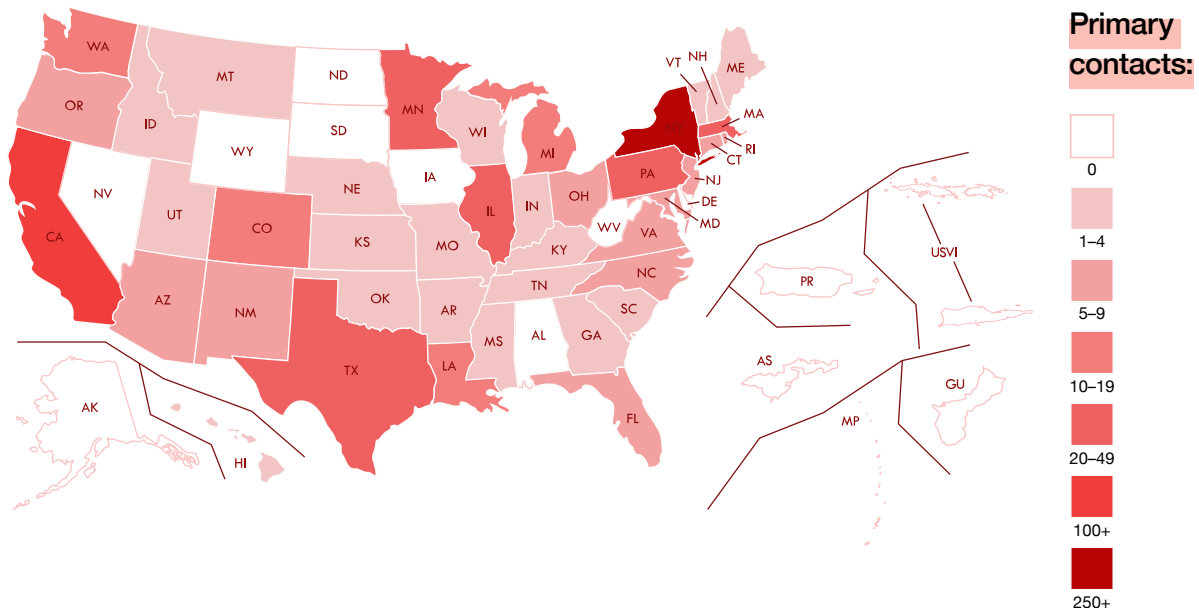 WA
OR
CA
ID
NV
MT
WY
UT
AZ
CO
NM
ND
SD
NE
KS
OK
TX
MN
IA
MO
AR
LA
WI
IL
MI
IN
OH
KY
TN
MS
AL
GA
FL
SC
NC
VA
WV
PA
NY
VT
NH
ME
MA
RI
CT
NJ
DE
MD
AK
HI
PR
USVI
AS
MP
GU
Primary
contacts:
0
1–4
5–9
10–19
20–49
100+
250+